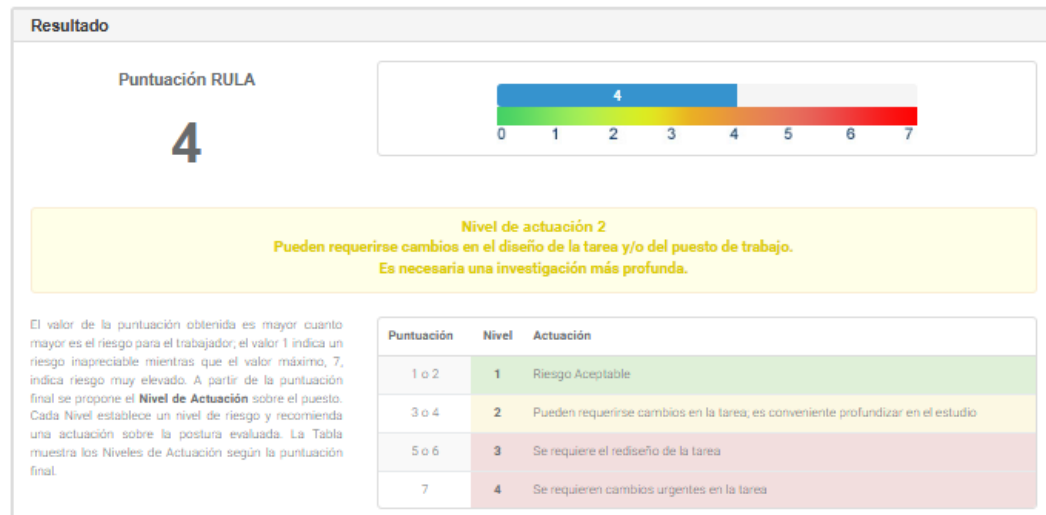 Resultado
Puntuación RULA
4
4
0 1 2 3 4 5 6 7
Nivel de actuación 2
Pueden requerirse cambios en el diseño de la tarea y/o del puesto de trabajo.
Es necesaria una investigación más profunda.
El valor de la puntuación obtenida es mayor cuanto
mayor es el riesgo para el trabajador; el valor 1 indica un
riesgo inapreciable mientras que el valor máximo, 7,
indica riesgo muy elevado. A partir de la puntuación
final se propone el Nivel de Actuación sobre el puesto.
Cada Nivel establece un nivel de riesgo y recomienda
una actuación sobre la postura evaluada. La Tabla
muestra los Niveles de Actuación según la puntuación
final.
Puntuación Nivel Actuación
1 o 2 1 Riesgo Aceptable
3 o 4 2 Pueden requerirse cambios en la tarea; es conveniente profundizar en el estudio
5 o 6 3 Se requiere el rediseño de la tarea
7 4 Se requieren cambios urgentes en la tarea